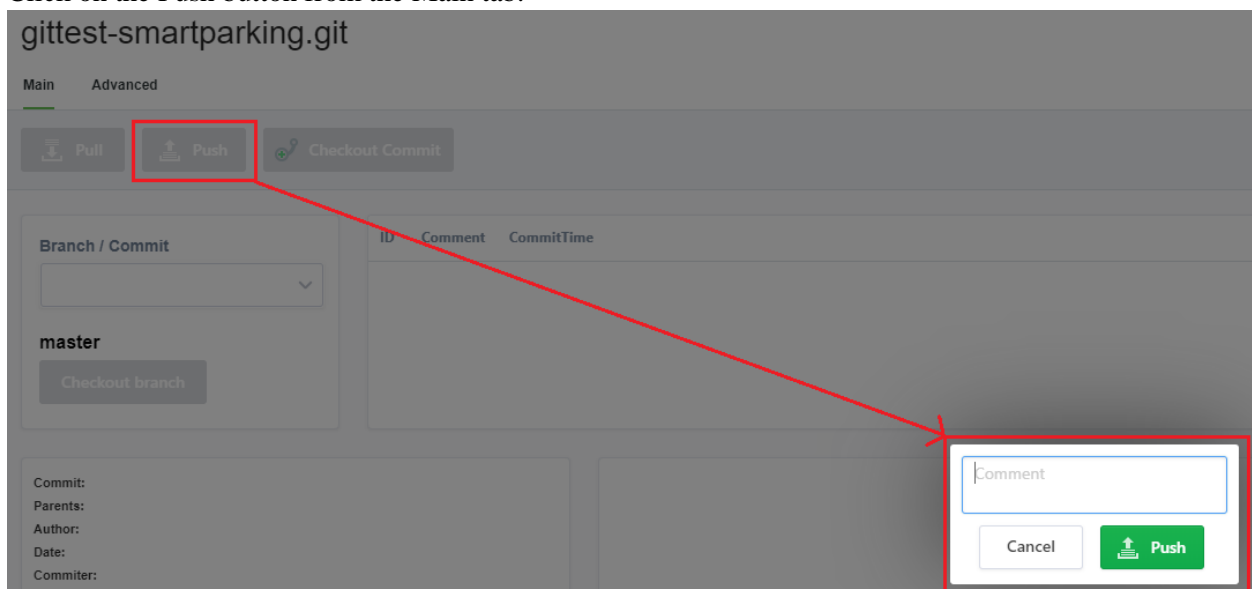 Click on the Push button from the Main tab.
gittest-smartparking.git
Main Advanced
Pull Push Checkout Commit
Branch / Commit
ID Comment CommitTime
master
Checkout branch
Commit:
Parents:
Author:
Date:
Commiter:
Comment
Cancel Push